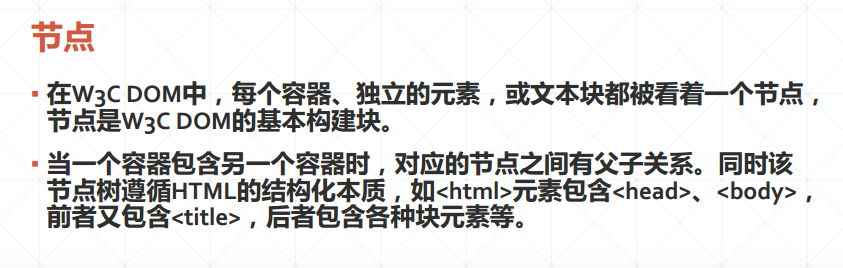 节点
▪ 在W3C DOM中，每个容器、独立的元素，或文本块都被看着一个节点，
节点是W3C DOM的基本构建块。
▪ 当一个容器包含另一个容器时，对应的节点之间有父子关系。同时该
节点树遵循HTML的结构化本质，如<html>元素包含<head>、<body>，
前者又包含<title>，后者包含各种块元素等。